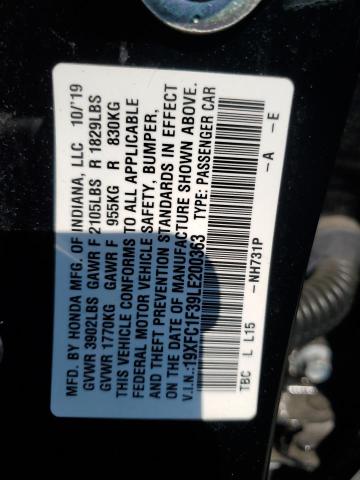 MFD. BY HONDA MFG. OF INDIANA, LLC 10/'19
GVWR 3902LBS GAWR F 2105LBS R 1829LBS
GVWR 1770KG GAWR F 955KG R 830KG
THIS VEHICLE CONFORMS TO ALL APPLICABLE
FEDERAL MOTOR VEHICLE SAFETY, BUMPER,
AND THEFT PREVENTION STANDARDS IN EFFECT
ON THE DATE OF MANUFACTURE SHOWN ABOVE.
V.I.N.: 19XFC1F39LE200363 TYPE: PASSENGER CAR
TBC L L15 -NH731P -A -E